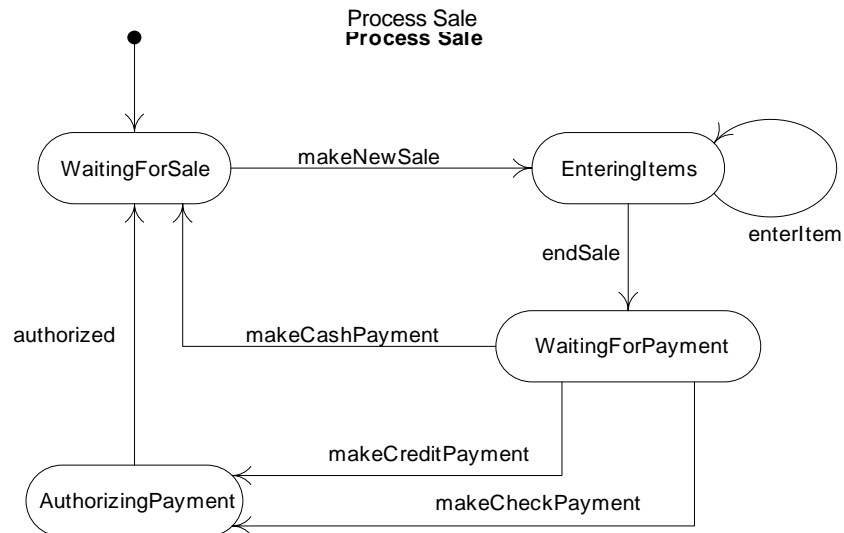 Process Sale
Process Sale
WaitingForSale
makeNewSale
EnteringItems
enterItem
endSale
authorized
makeCashPayment
WaitingForPayment
makeCreditPayment
AuthorizingPayment
makeCheckPayment